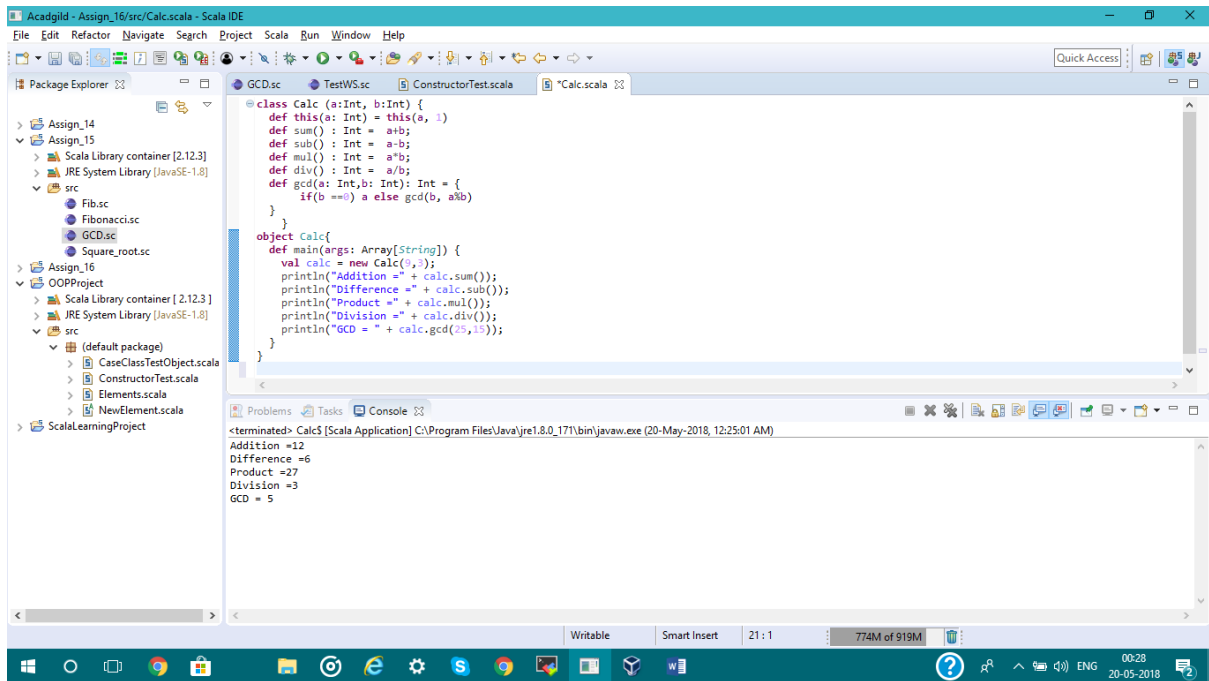 Acadgild - Assign_16/src/Calc.scala - Scala IDE
File Edit Refactor Navigate Search Project Scala Run Window Help
Quick Access
Package Explorer
Assign_14
Assign_15
Scala Library container [2.12.3]
JRE System Library [JavaSE-1.8]
src
Fib.sc
Fibonacci.sc
GCD.sc
Square_root.sc
Assign_16
OOPProject
Scala Library container [ 2.12.3 ]
JRE System Library [JavaSE-1.8]
src
(default package)
CaseClassTestObject.scala
ConstructorTest.scala
Elements.scala
NewElement.scala
ScalaLearningProject
GCD.sc TestWS.sc ConstructorTest.scala *Calc.scala
class Calc (a:Int, b:Int) {
def this(a: Int) = this(a, 1)
def sum() : Int = a+b;
def sub() : Int = a-b;
def mul() : Int = a*b;
def div() : Int = a/b;
def gcd(a: Int,b: Int): Int = {
if(b ==0) a else gcd(b, a%b)
}
}
object Calc{
def main(args: Array[String]) {
val calc = new Calc(9,3);
println("Addition =" + calc.sum());
println("Difference =" + calc.sub());
println("Product =" + calc.mul());
println("Division =" + calc.div());
println("GCD = " + calc.gcd(25,15));
}
}
Problems Tasks Console
<terminated> Calc$ [Scala Application] C:\Program Files\Java\jre1.8.0_171\bin\javaw.exe (20-May-2018, 12:25:01 AM)
Addition =12
Difference =6
Product =27
Division =3
GCD = 5
Writable Smart Insert 21 : 1 774M of 919M
ENG 00:28
20-05-2018